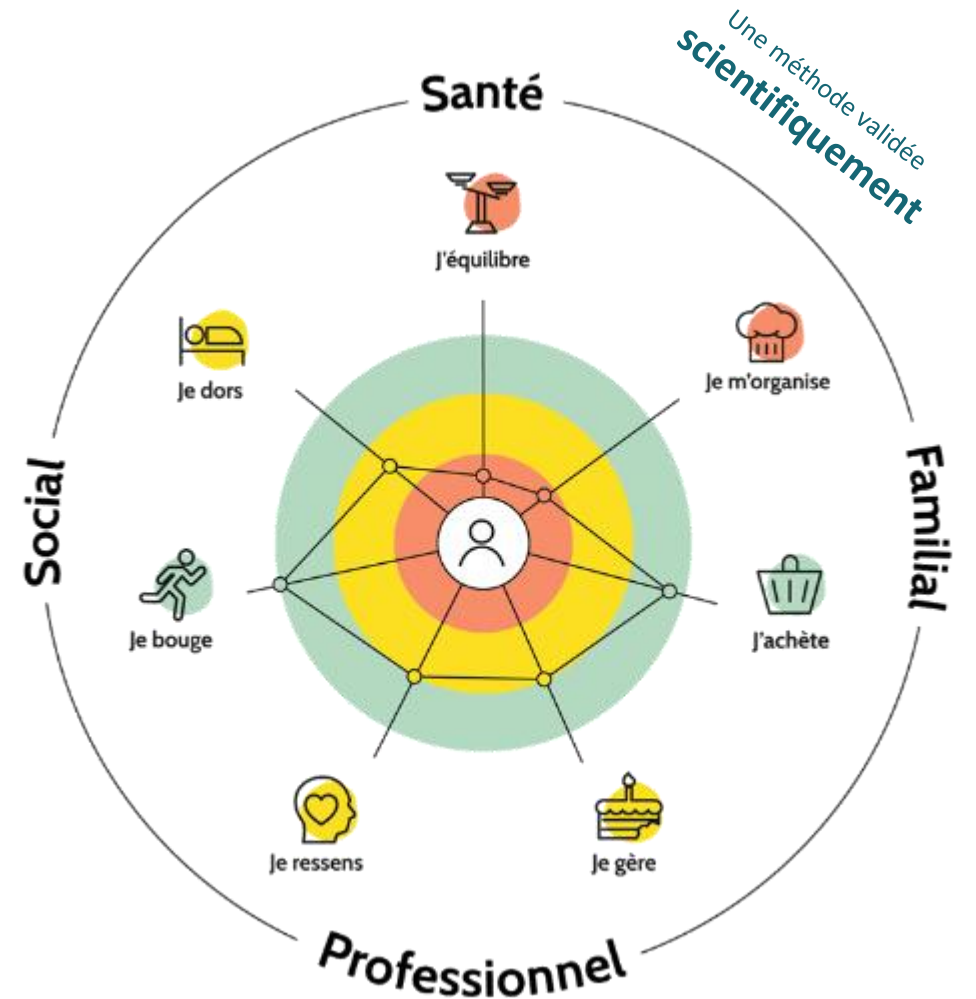 Une méthode validée
scientifiquement
Santé
J'équilibre
Je dors
Je m'organise
Social
Familial
Je bouge
J'achète
Je ressens
Je gère
Professionnel